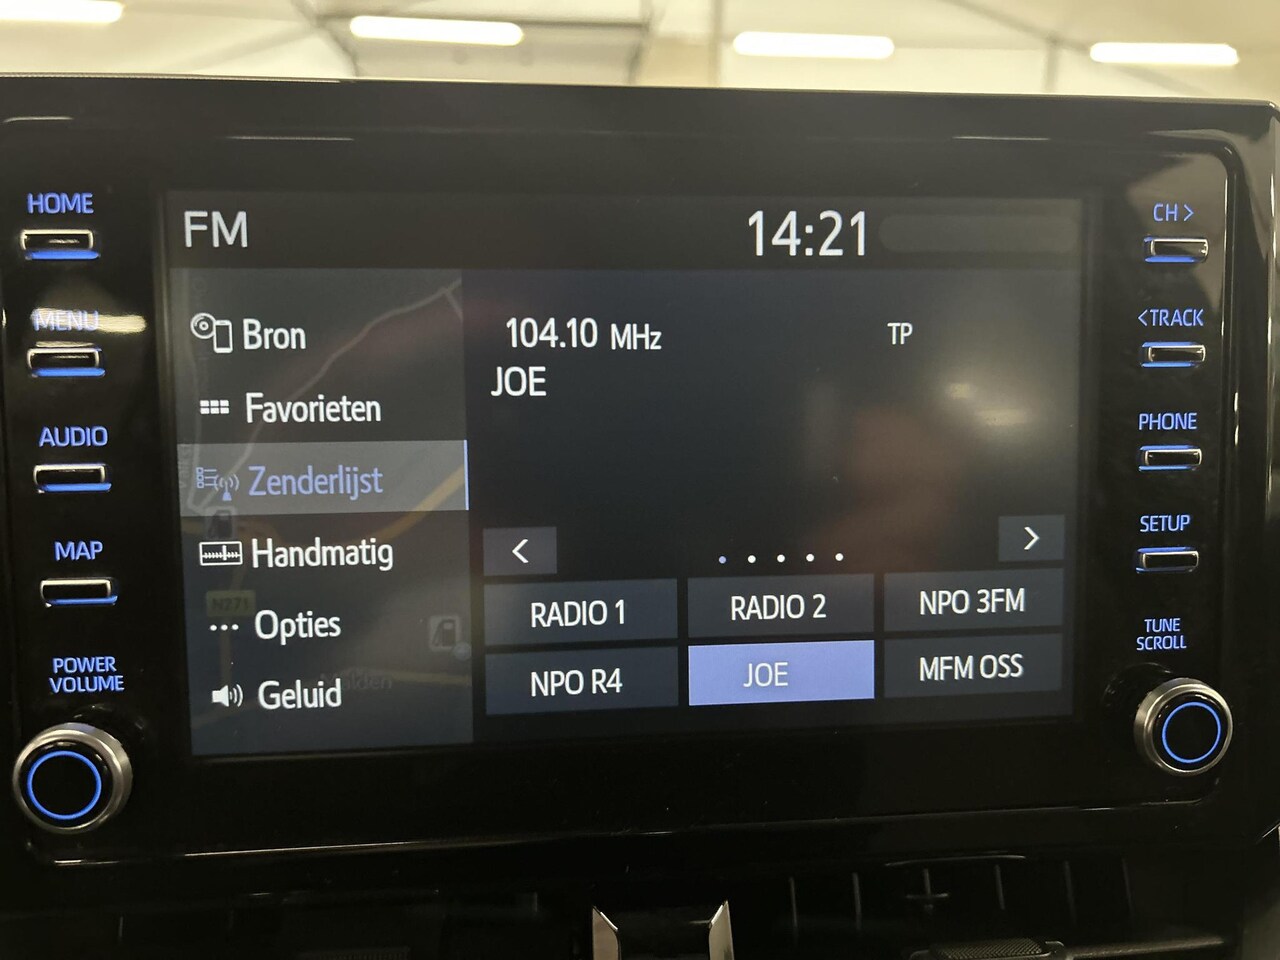 HOME
MENU
AUDIO
MAP
POWER
VOLUME
FM
14:21
Bron
Favorieten
Zenderlijst
Handmatig
Opties
Geluid
N271
104.10 MHz
TP
JOE
<
>
RADIO 1
RADIO 2
NPO 3FM
NPO R4
JOE
MFM OSS
CH >
<TRACK
PHONE
SETUP
TUNE
SCROLL